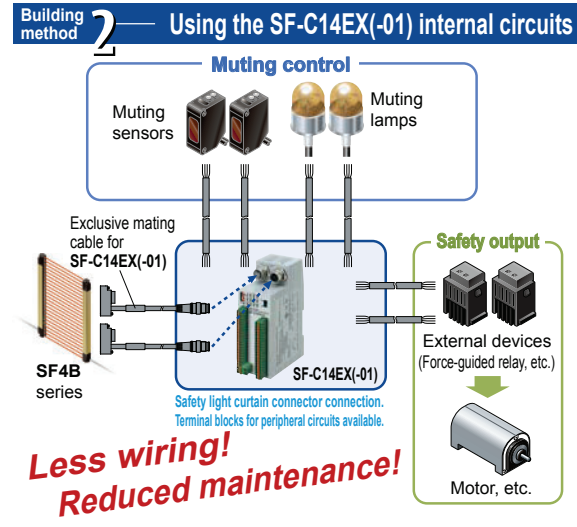 Building
method 2 Using the SF-C14EX(-01) internal circuits
Muting control
Muting
sensors
Muting
lamps
Exclusive mating
cable for
SF-C14EX(-01)
SF4B
series
SF-C14EX(-01)
Safety light curtain connector connection.
Terminal blocks for peripheral circuits available.
Safety output
External devices
(Force-guided relay, etc.)
Motor, etc.
Less wiring!
Reduced maintenance!